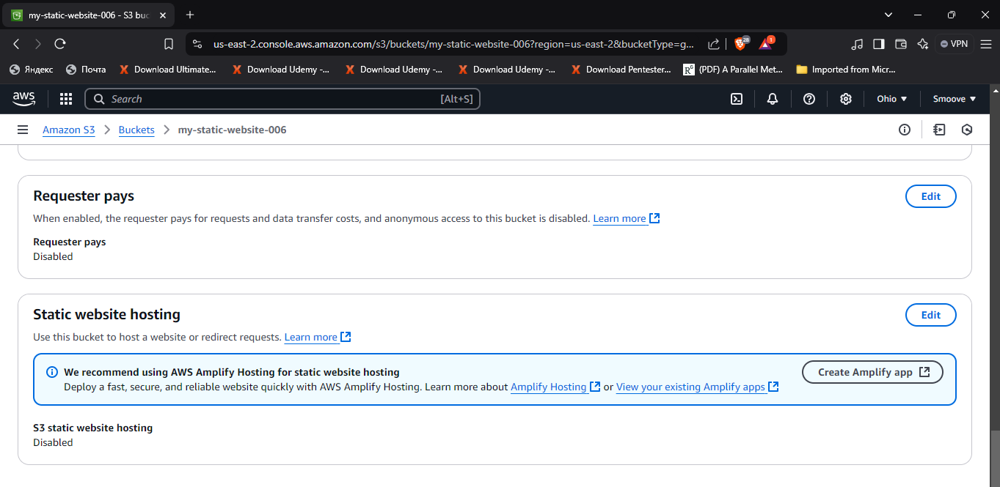 my-static-website-006 - S3 buc
us-east-2.console.aws.amazon.com/s3/buckets/my-static-website-006?region=us-east-2&bucketType=g...
28
1
VPN
Яндекс
Почта
Download Ultimate...
Download Udemy -...
Download Udemy -...
Download Udemy -...
Download Pentester...
R^G
(PDF) A Parallel Met...
Imported from Micr...
aws
Search
[Alt+S]
Ohio
Smoove
Amazon S3
Buckets
my-static-website-006
Requester pays
Edit
When enabled, the requester pays for requests and data transfer costs, and anonymous access to this bucket is disabled. Learn more
Requester pays
Disabled
Static website hosting
Edit
Use this bucket to host a website or redirect requests. Learn more
We recommend using AWS Amplify Hosting for static website hosting
Deploy a fast, secure, and reliable website quickly with AWS Amplify Hosting. Learn more about Amplify Hosting or View your existing Amplify apps
Create Amplify app
S3 static website hosting
Disabled